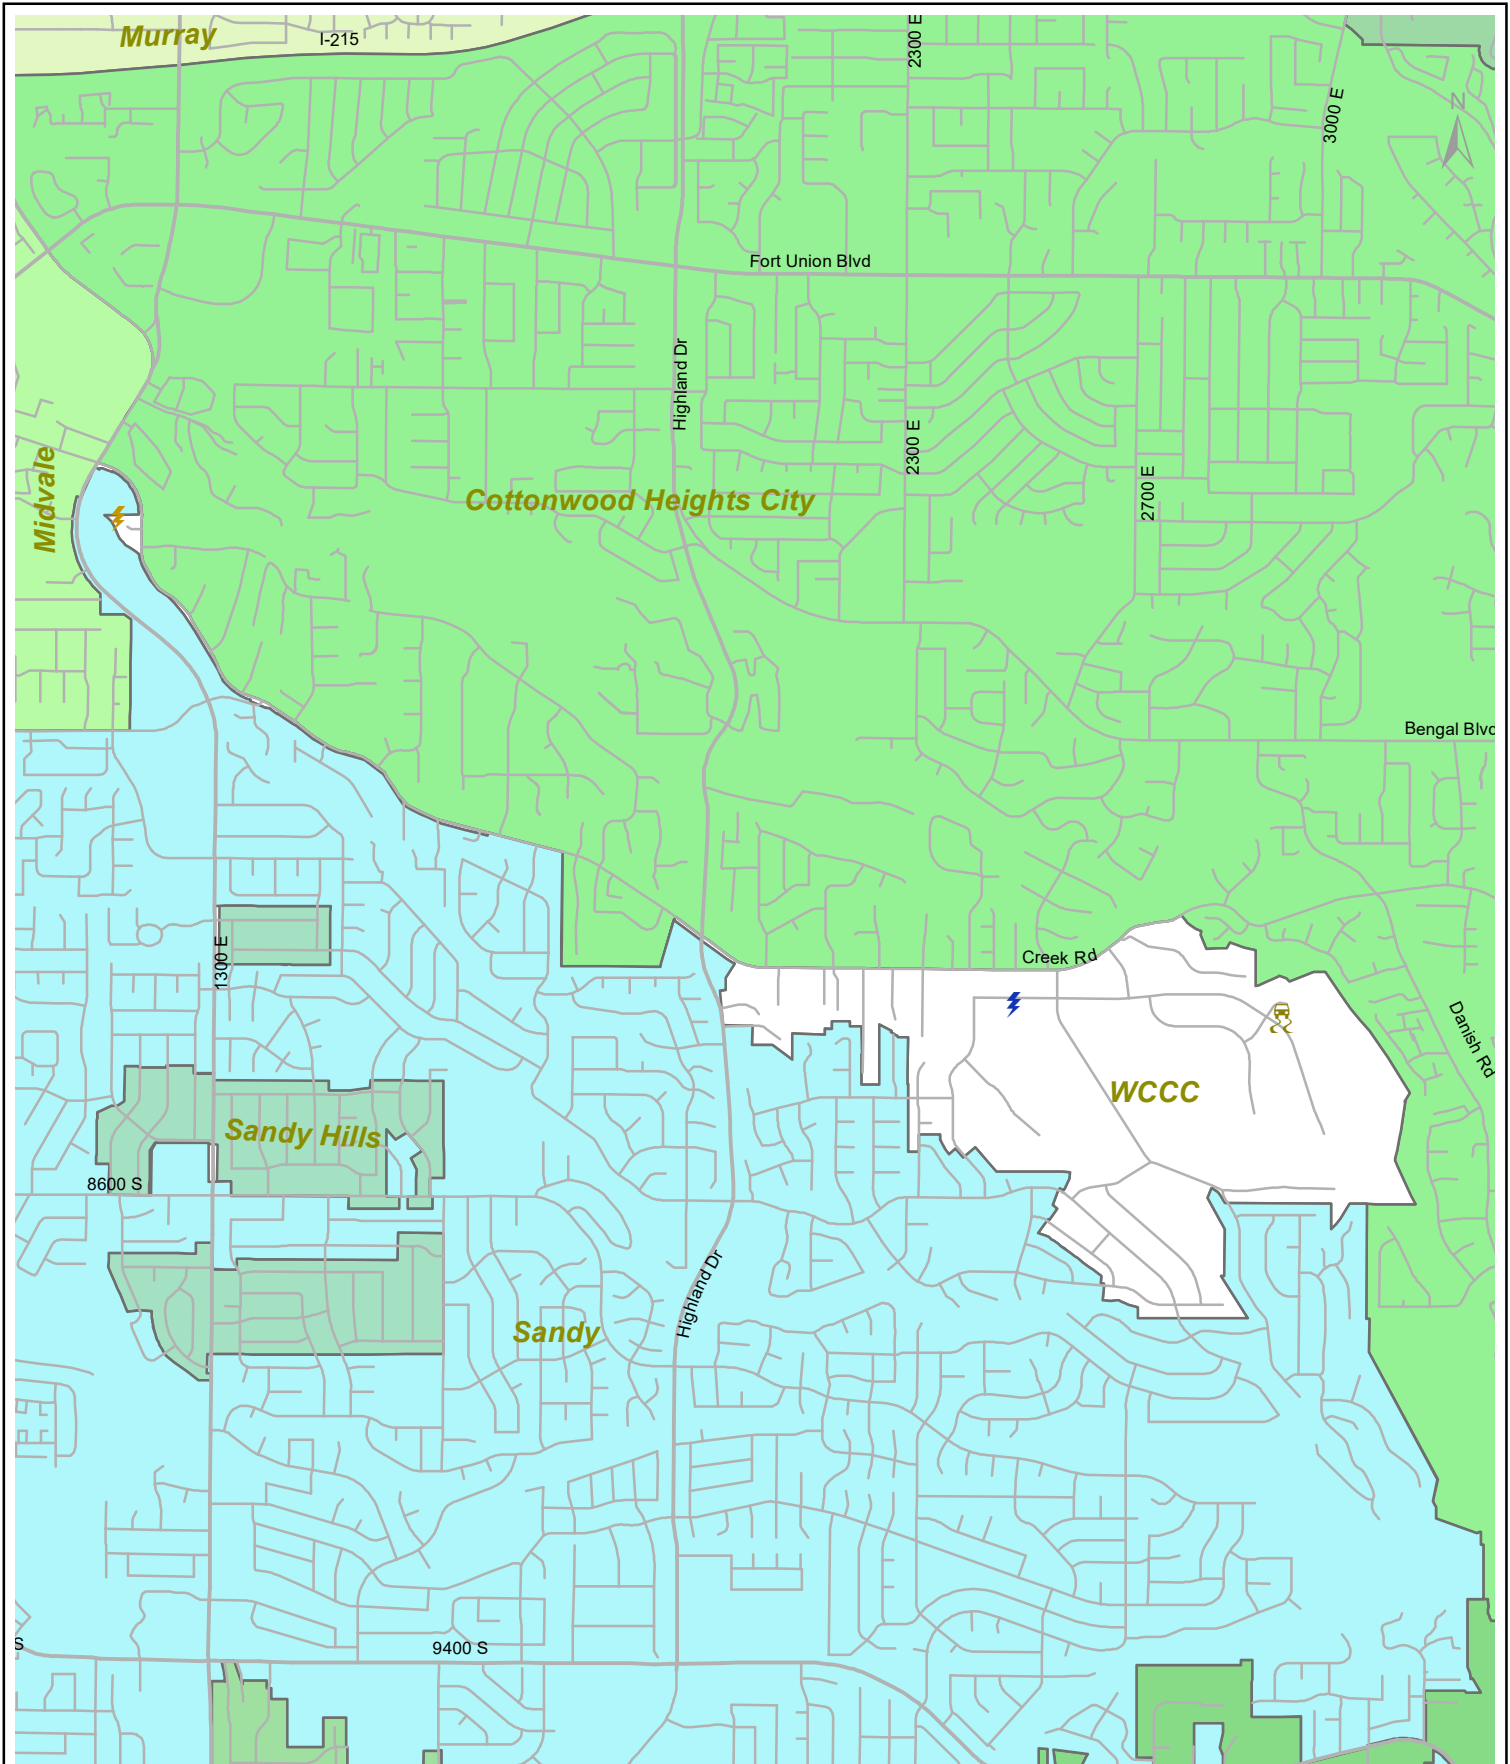 Murray
I-215
2300 E
3000 E
N
Fort Union Blvd
Highland Dr
2300 E
2700 E
Midvale
Cottonwood Heights City
Bengal Blvd
1300 E
Creek Rd
Danish Rd
WCCC
Sandy Hills
8600 S
Highland Dr
Sandy
9400 S
S